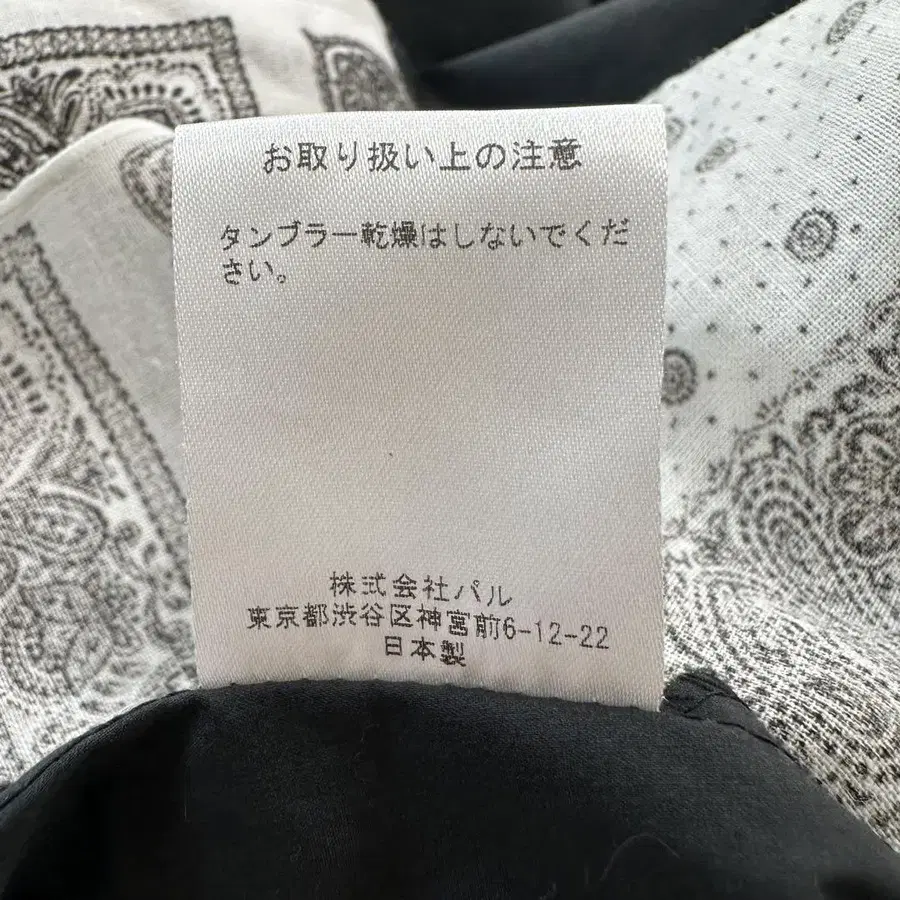 お取り扱い上の注意
タンブラー乾燥はしないでくだ
さい。
株式会社パル
東京都渋谷区神宮前6-12-22
日本製